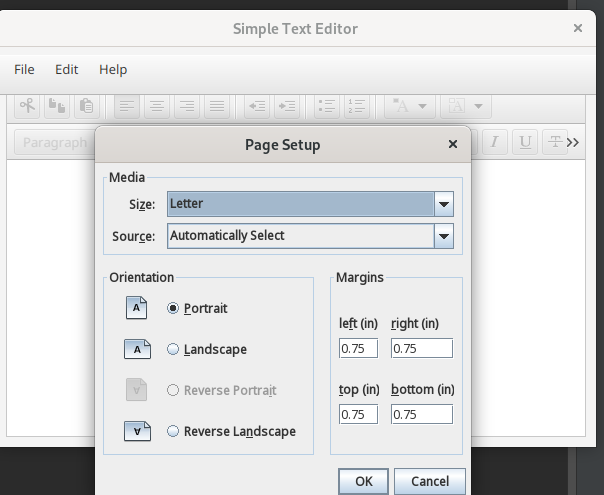 Simple Text Editor
File Edit Help
Paragraph
Page Setup
Media
Size: Letter
Source: Automatically Select
Orientation
Portrait
Landscape
Reverse Portrait
Reverse Landscape
Margins
left (in) right (in)
0.75 0.75
top (in) bottom (in)
0.75 0.75
OK Cancel